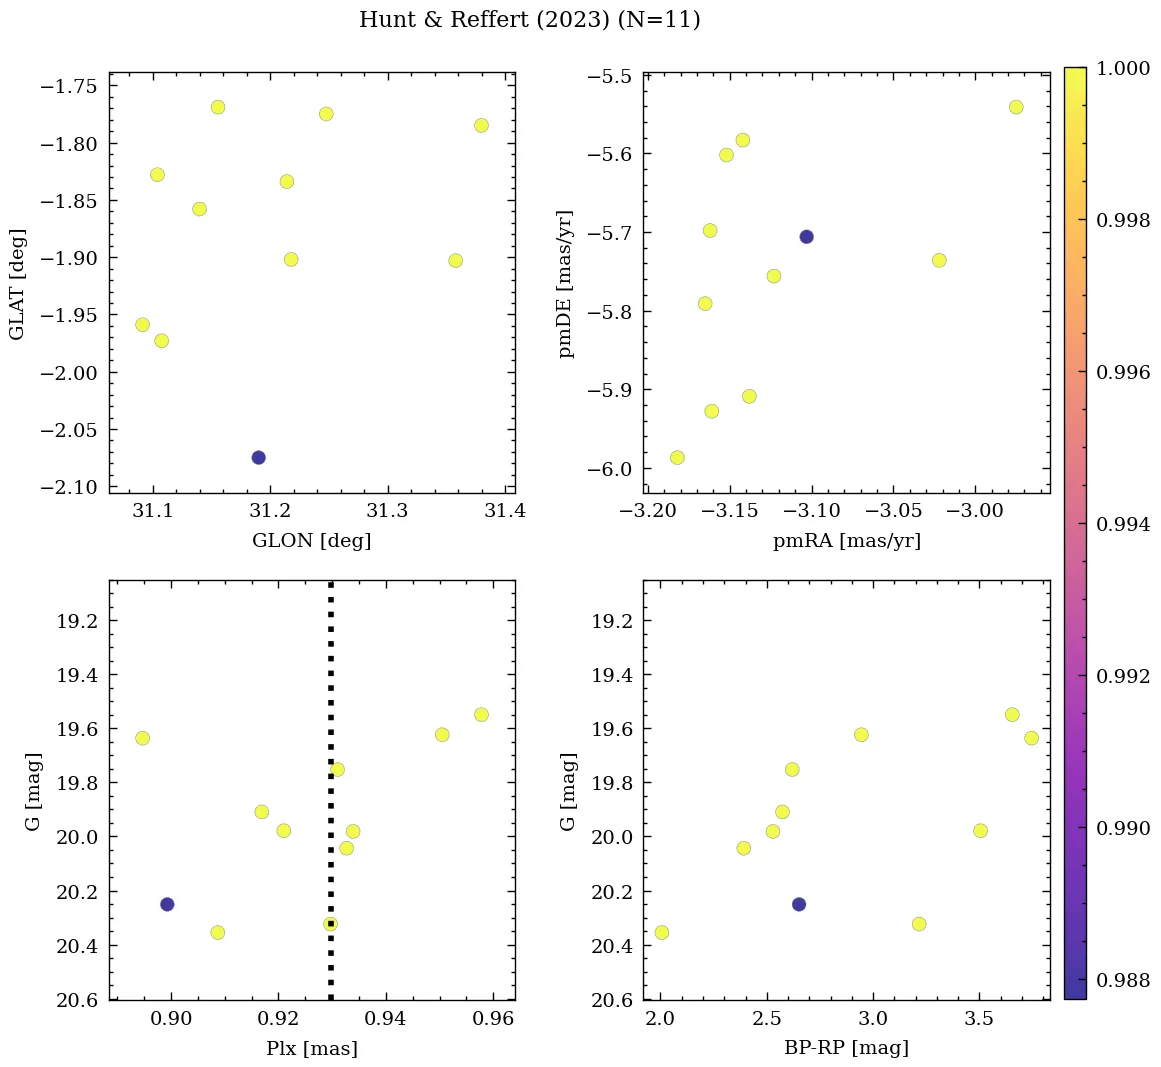 Hunt & Reffert (2023) (N=11)
−1.75
−1.80
−1.85
−1.90
−1.95
−2.00
−2.05
−2.10
GLAT [deg]
31.1 31.2 31.3 31.4
GLON [deg]
−5.5
−5.6
−5.7
−5.8
−5.9
−6.0
pmDE [mas/yr]
−3.20 −3.15 −3.10 −3.05 −3.00
pmRA [mas/yr]
19.2
19.4
19.6
19.8
20.0
20.2
20.4
20.6
G [mag]
0.90 0.92 0.94 0.96
Plx [mas]
19.2
19.4
19.6
19.8
20.0
20.2
20.4
20.6
G [mag]
2.0 2.5 3.0 3.5
BP-RP [mag]
1.000
0.998
0.996
0.994
0.992
0.990
0.988